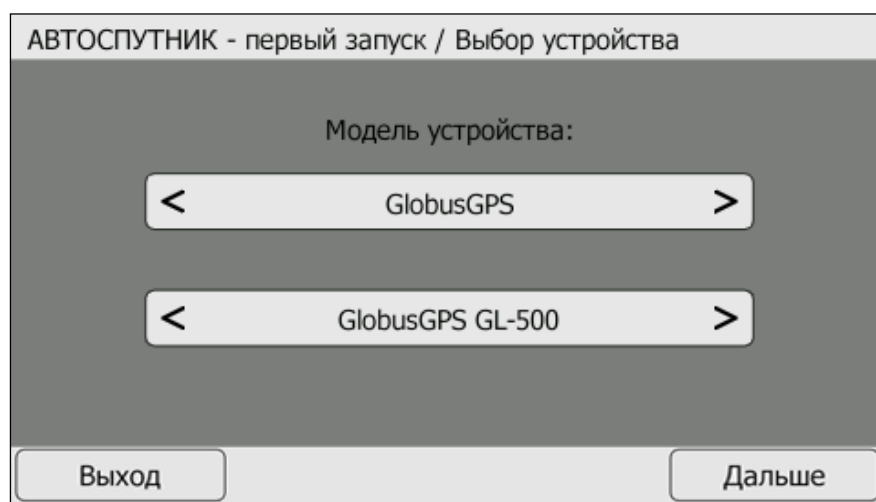 АВТОСПУТНИК - первый запуск / Выбор устройства
Модель устройства:
< GlobusGPS >
< GlobusGPS GL-500 >
Выход Дальше